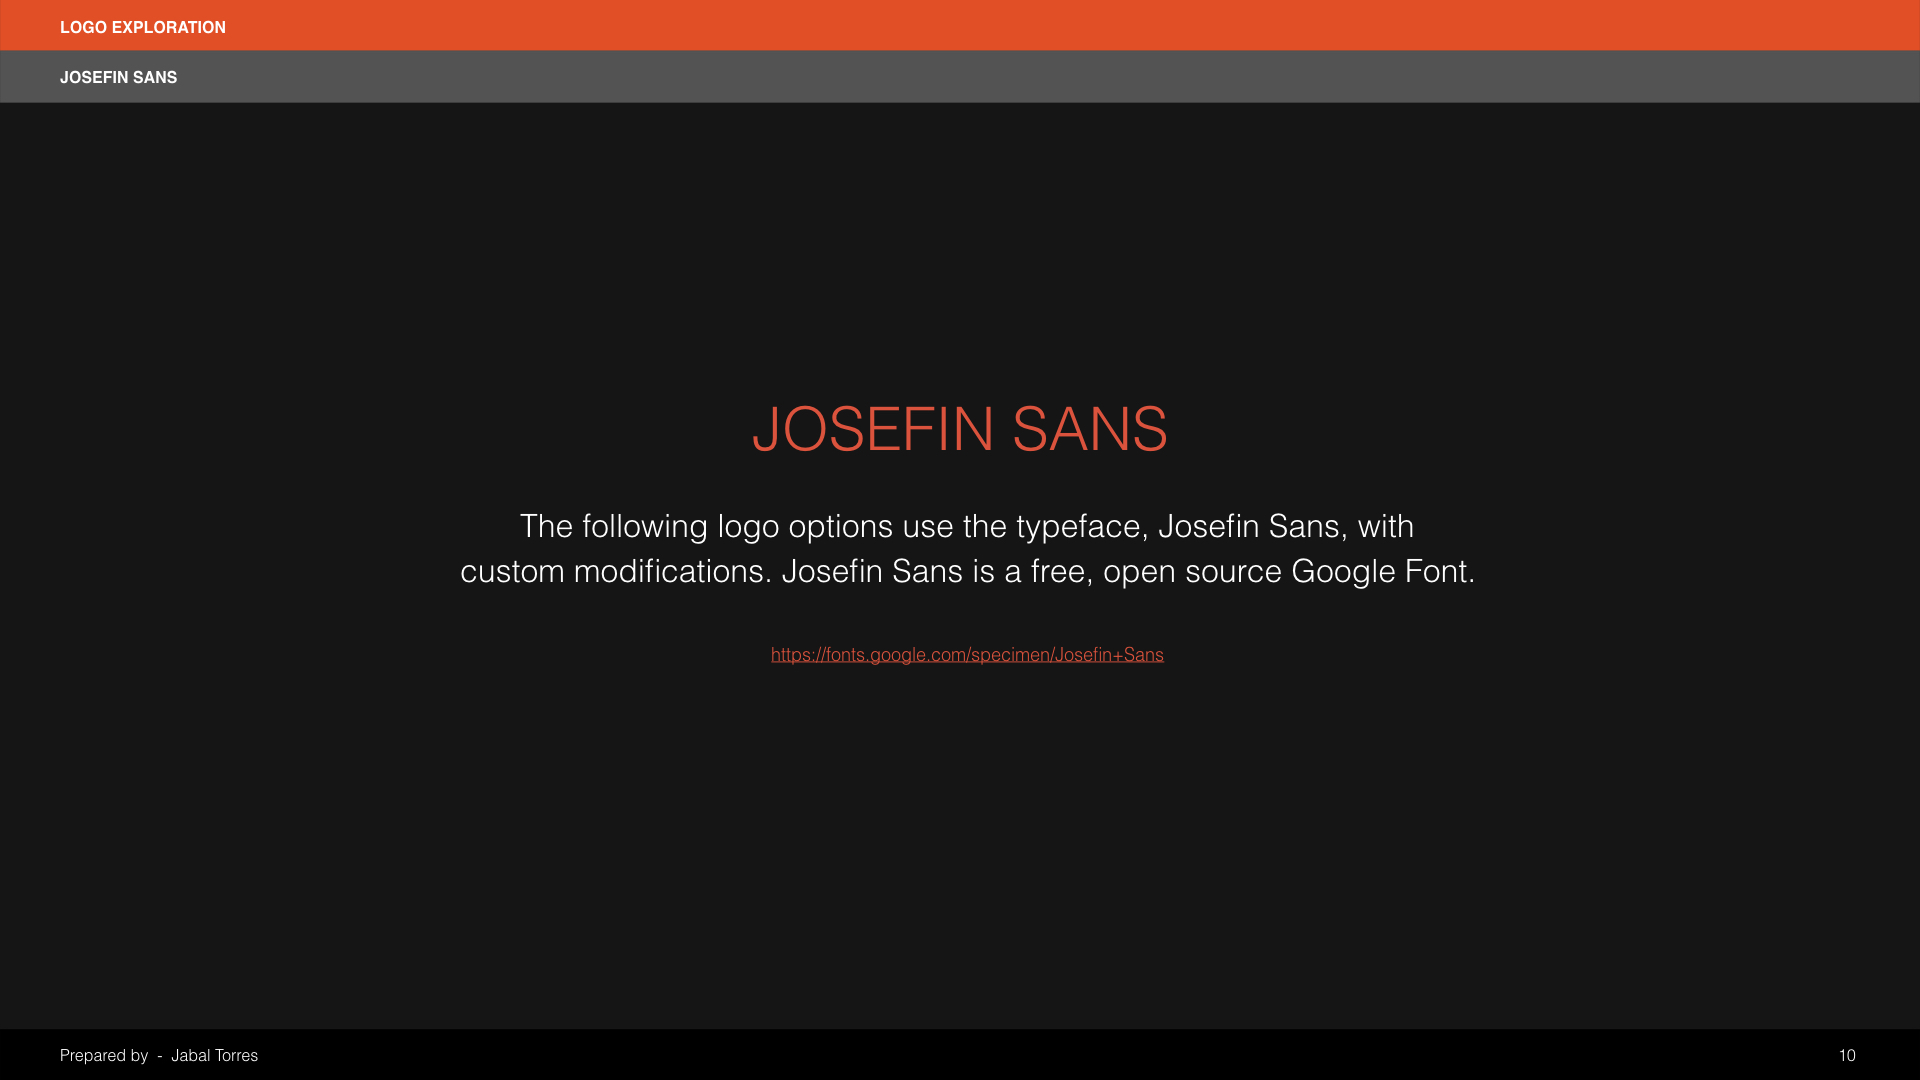 LOGO EXPLORATION
JOSEFIN SANS
JOSEFIN SANS
The following logo options use the typeface, Josefin Sans, with
custom modifications. Josefin Sans is a free, open source Google Font.
https://fonts.google.com/specimen/Josefin+Sans
Prepared by - Jabal Torres
10